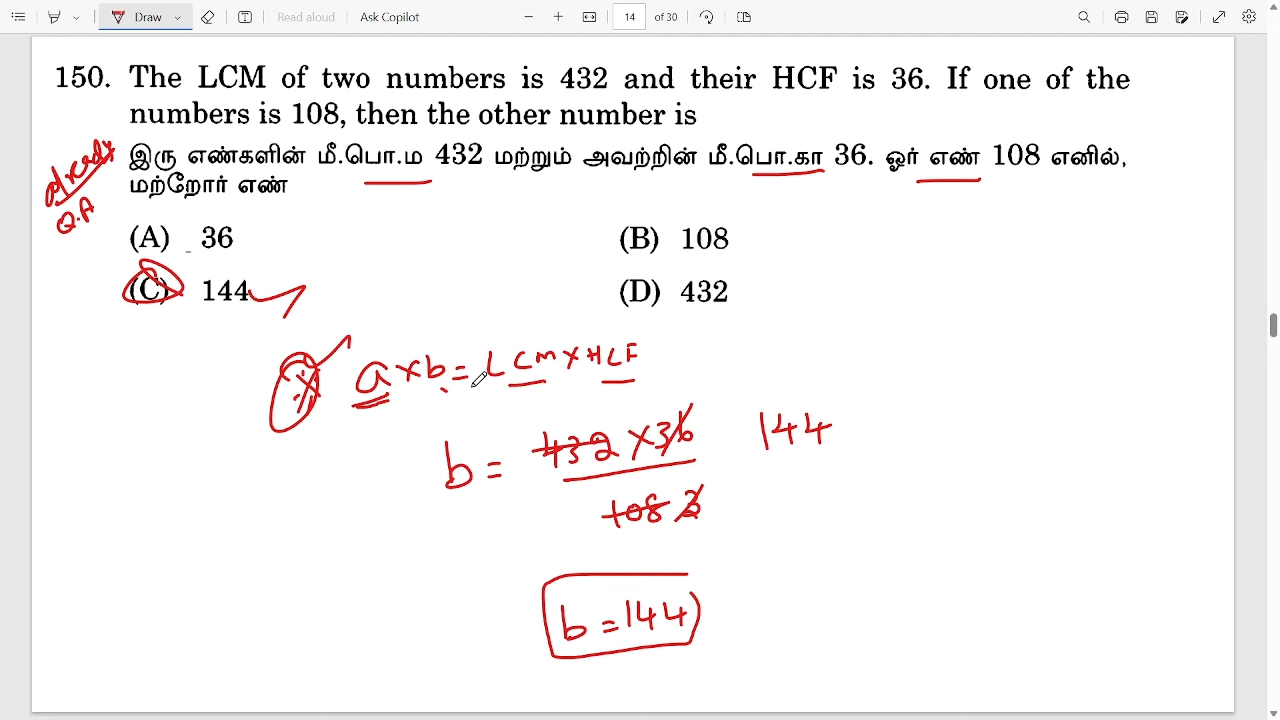 Draw
Read aloud
Ask Copilot
14
of 30
150. The LCM of two numbers is 432 and their HCF is 36. If one of the
numbers is 108, then the other number is
இரு எண்களின் மீ.பொ.ம 432 மற்றும் அவற்றின் மீ.பொ.கா 36. ஓர் எண் 108 எனில்,
மற்றோர் எண்
Q.A
(A) 36
(B) 108
(C) 144
(D) 432
a × b = LCM × HCF
b = 432 × 36
144
108 3
b = 144